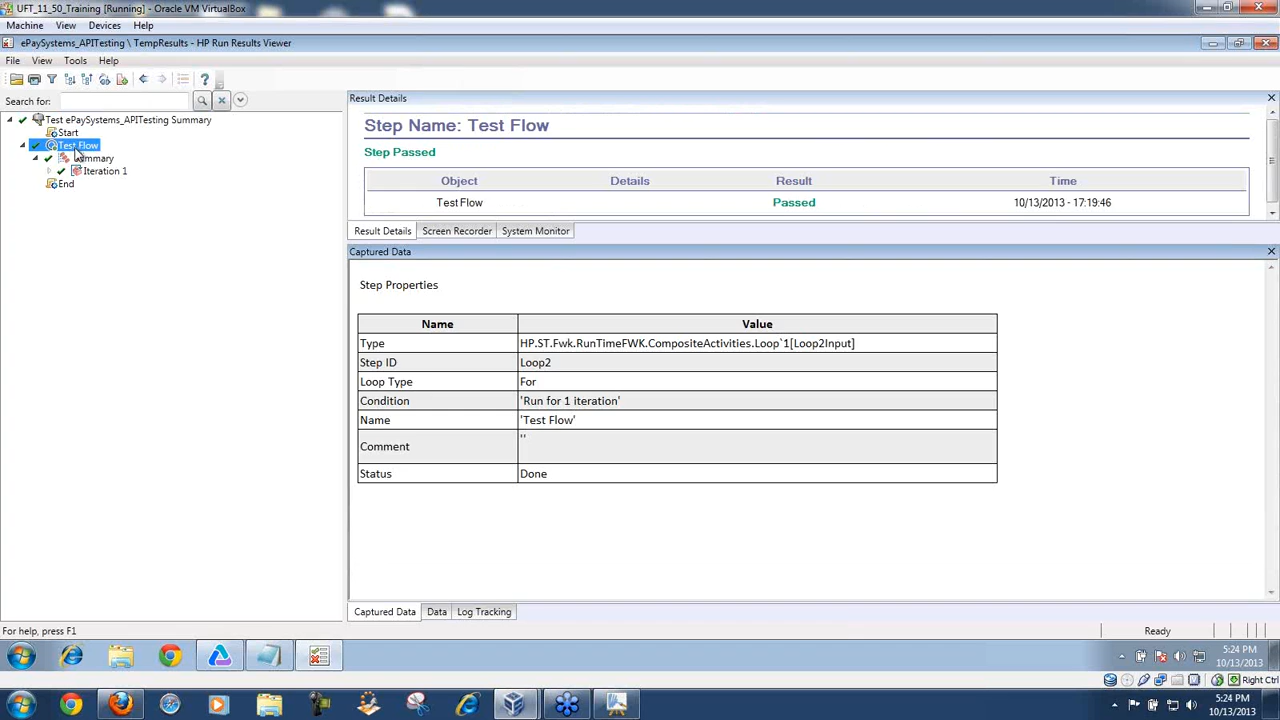 UFT_11_50_Training [Running] - Oracle VM VirtualBox
Machine View Devices Help
ePaySystems_APITesting \ TempResults - HP Run Results Viewer
File View Tools Help
Search for:
Test ePaySystems_APITesting Summary
Start
Test Flow
Summary
Iteration 1
End
Result Details
Step Name: Test Flow
Step Passed
Object Details Result Time
Test Flow Passed 10/13/2013 - 17:19:46
Result Details Screen Recorder System Monitor
Captured Data
Step Properties
Name Value
Type HP.ST.Fwk.RunTimeFWK.CompositeActivities.Loop`1[Loop2Input]
Step ID Loop2
Loop Type For
Condition 'Run for 1 iteration'
Name 'Test Flow'
Comment ''
Status Done
Captured Data Data Log Tracking
For help, press F1
Ready
5:24 PM
10/13/2013
Right Ctrl
5:24 PM
10/13/2013